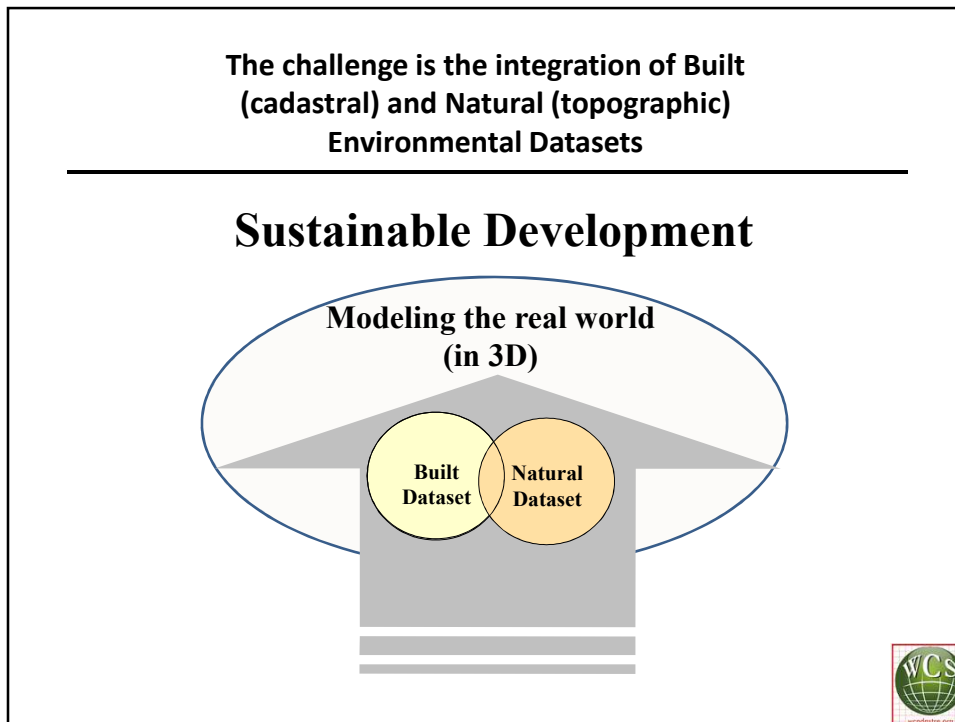 The challenge is the integration of Built
(cadastral) and Natural (topographic)
Environmental Datasets
Sustainable Development
Modeling the real world
(in 3D)
Built
Dataset
Natural
Dataset
WCS